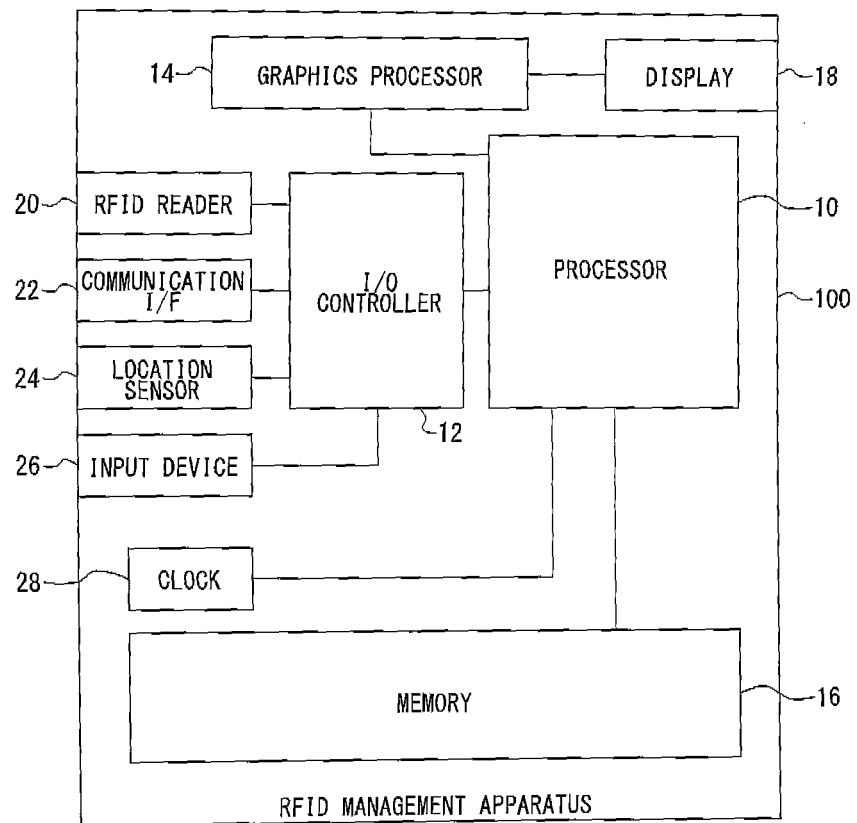 14
GRAPHICS PROCESSOR
DISPLAY
18
20
RFID READER
10
PROCESSOR
22
COMMUNICATION
I/F
I/O
CONTROLLER
100
24
LOCATION
SENSOR
12
26
INPUT DEVICE
28
CLOCK
MEMORY
16
RFID MANAGEMENT APPARATUS